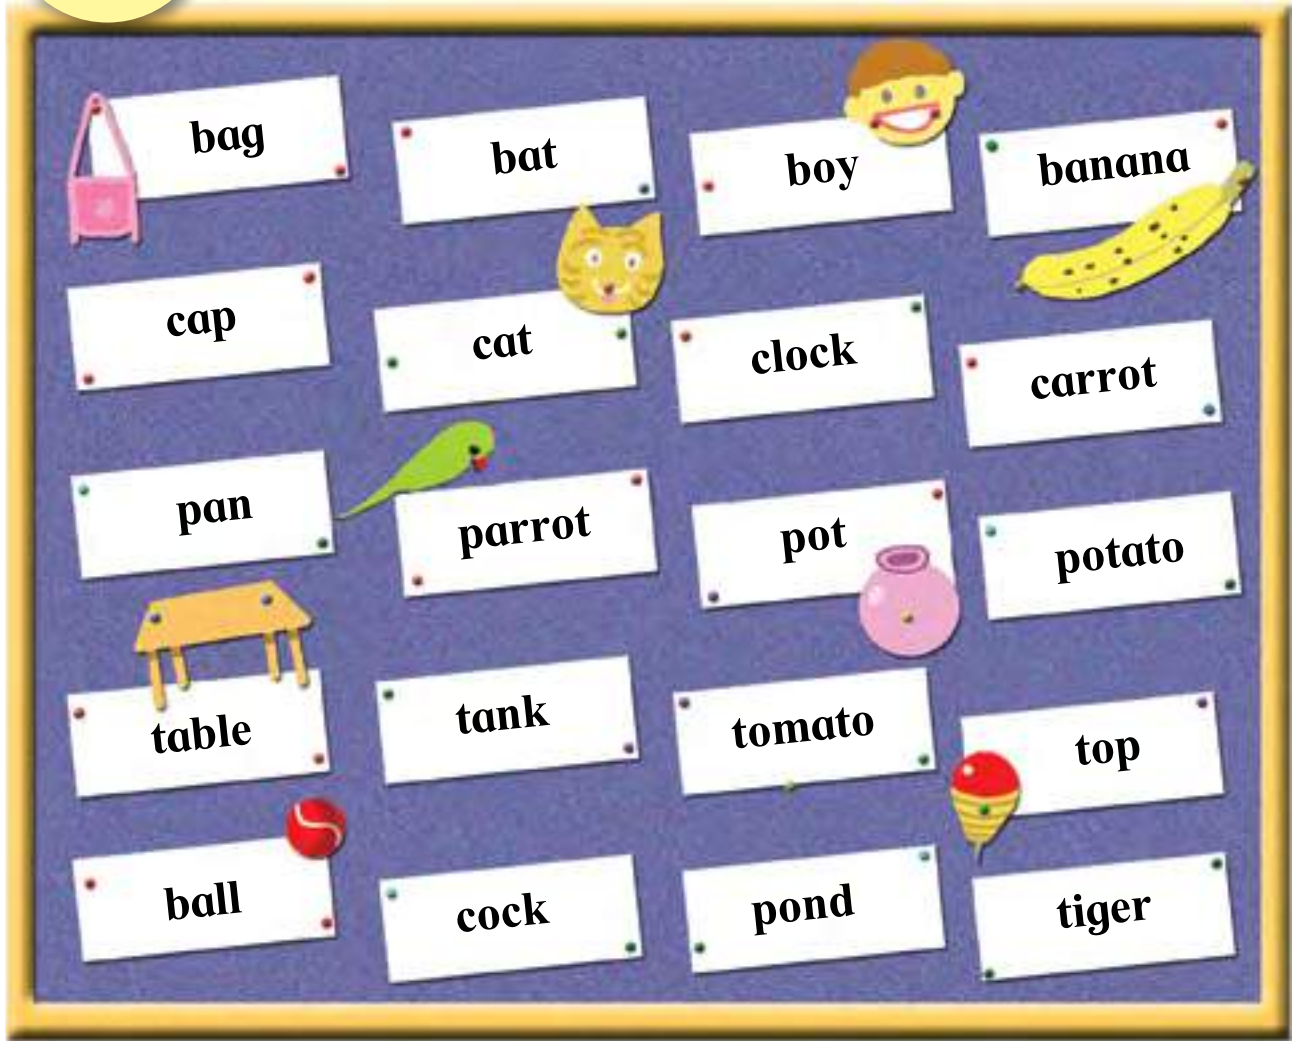 bag
bat
boy
banana
cap
cat
clock
carrot
pan
parrot
pot
potato
table
tank
tomato
top
ball
cock
pond
tiger